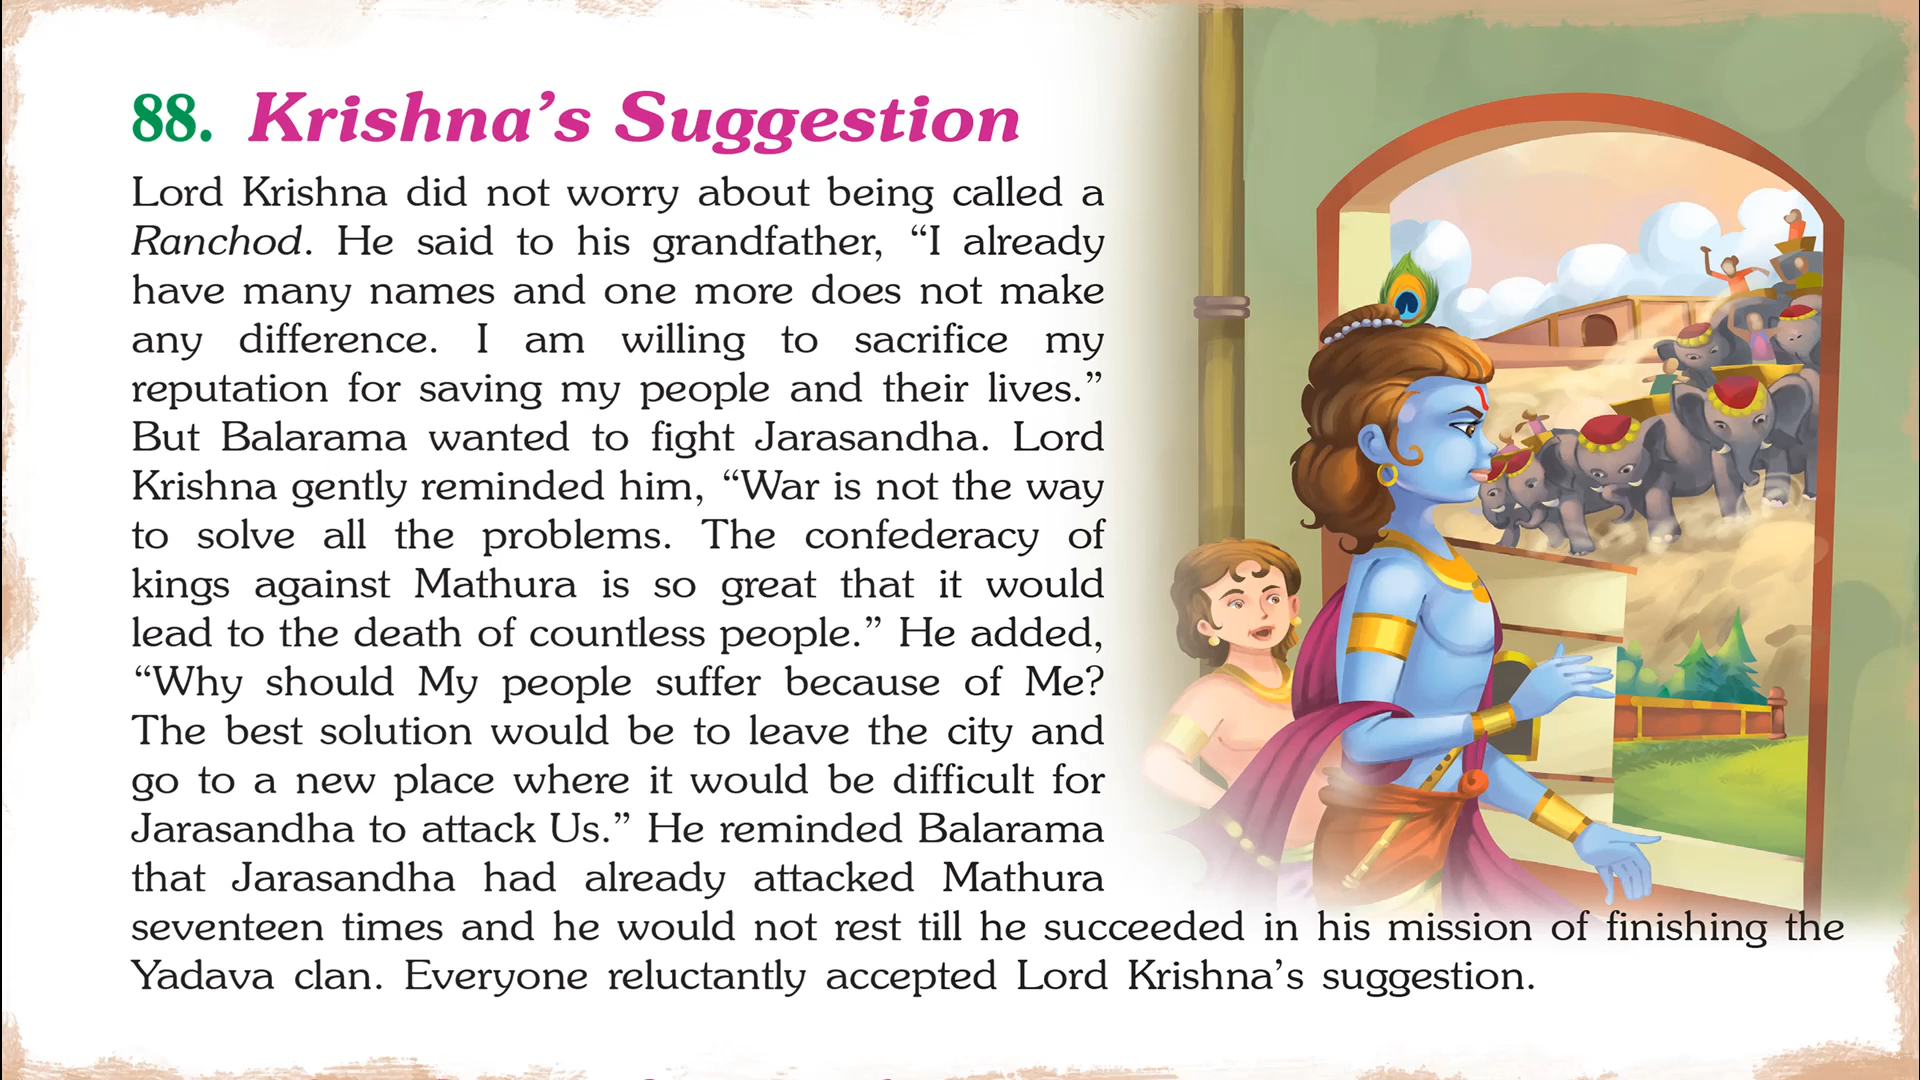 88. Krishna’s Suggestion
Lord Krishna did not worry about being called a
Ranchod. He said to his grandfather, “I already
have many names and one more does not make
any difference. I am willing to sacrifice my
reputation for saving my people and their lives.”
But Balarama wanted to fight Jarasandha. Lord
Krishna gently reminded him, “War is not the way
to solve all the problems. The confederacy of
kings against Mathura is so great that it would
lead to the death of countless people.” He added,
“Why should My people suffer because of Me?
The best solution would be to leave the city and
go to a new place where it would be difficult for
Jarasandha to attack Us.” He reminded Balarama
that Jarasandha had already attacked Mathura
seventeen times and he would not rest till he succeeded in his mission of finishing the
Yadava clan. Everyone reluctantly accepted Lord Krishna’s suggestion.